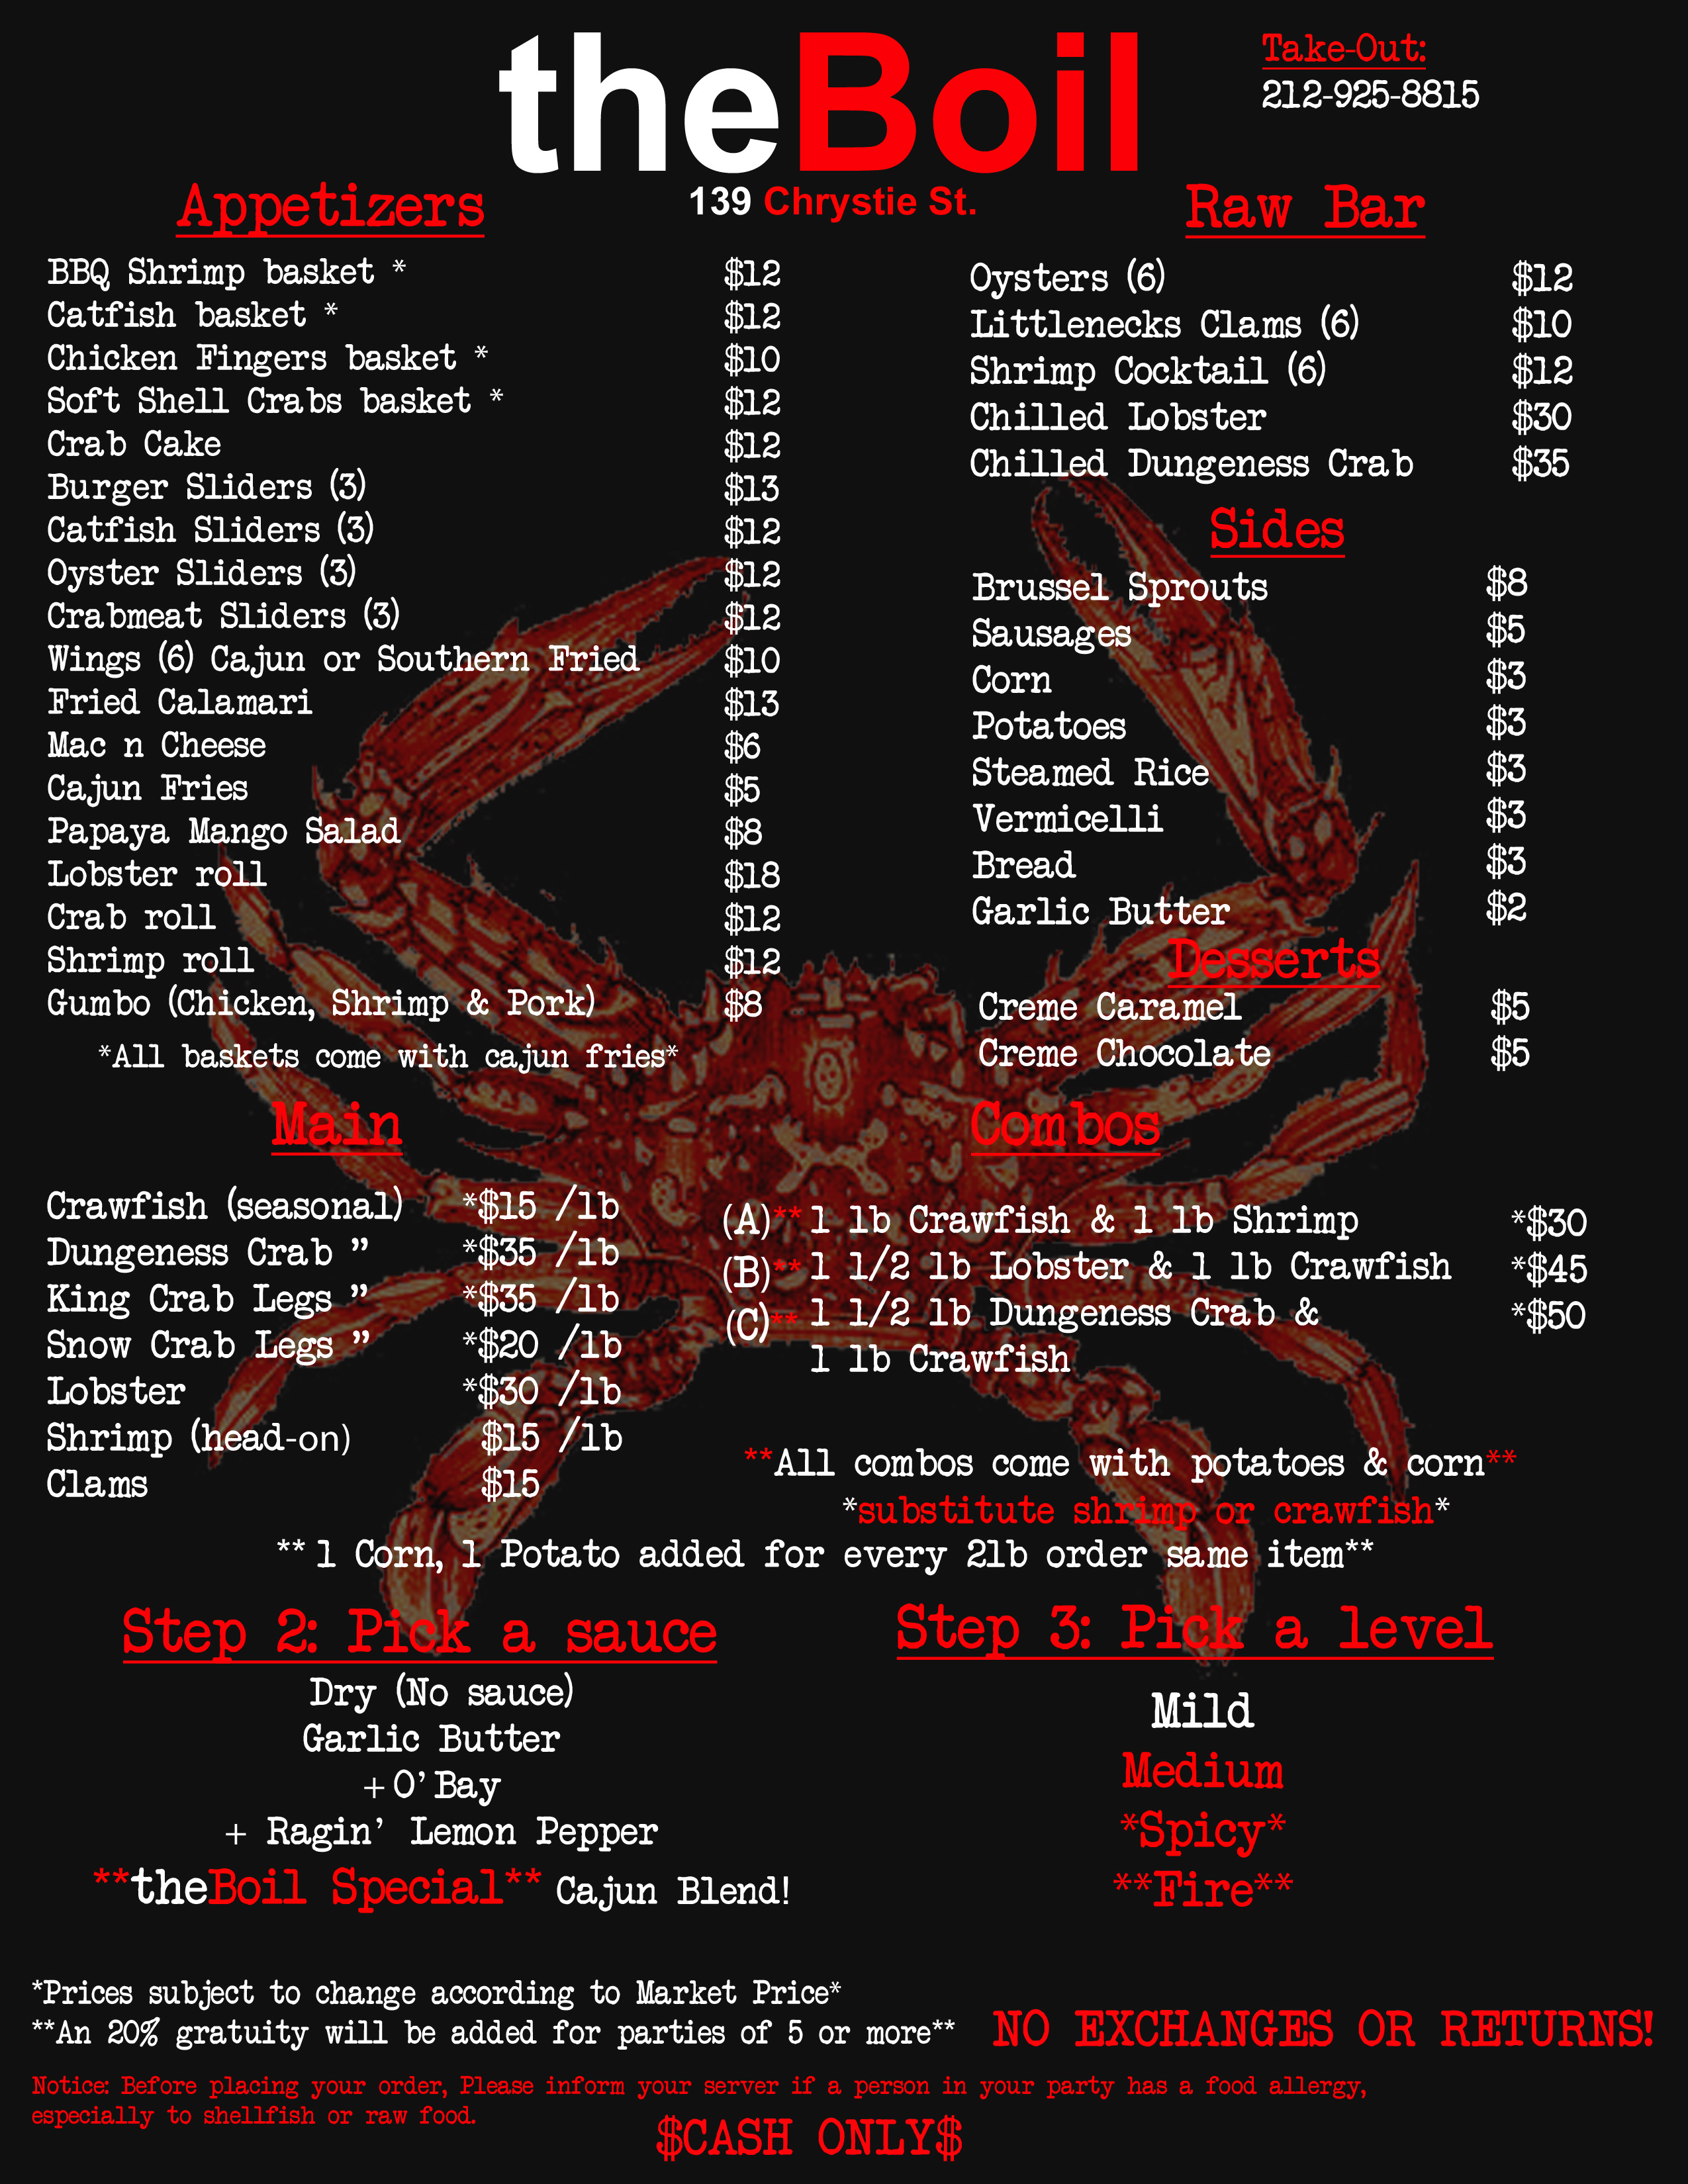 theBoil
139 Chrystie St.
Take-Out:
212-925-8815
Appetizers
BBQ Shrimp basket * $12
Catfish basket * $12
Chicken Fingers basket * $10
Soft Shell Crabs basket * $12
Crab Cake $12
Burger Sliders (3) $13
Catfish Sliders (3) $12
Oyster Sliders (3) $12
Crabmeat Sliders (3) $12
Wings (6) Cajun or Southern Fried $10
Fried Calamari $13
Mac n Cheese $6
Cajun Fries $5
Papaya Mango Salad $8
Lobster roll $18
Crab roll $12
Shrimp roll $12
Gumbo (Chicken, Shrimp & Pork) $8
*All baskets come with cajun fries*
Raw Bar
Oysters (6) $12
Littlenecks Clams (6) $10
Shrimp Cocktail (6) $12
Chilled Lobster $30
Chilled Dungeness Crab $35
Sides
Brussel Sprouts $8
Sausages $5
Corn $3
Potatoes $3
Steamed Rice $3
Vermicelli $3
Bread $3
Garlic Butter $2
Desserts
Creme Caramel $5
Creme Chocolate $5
Main
Crawfish (seasonal) *$15 /lb
Dungeness Crab ” *$35 /lb
King Crab Legs ” *$35 /lb
Snow Crab Legs ” *$20 /lb
Lobster *$30 /lb
Shrimp (head-on) $15 /lb
Clams $15
Combos
(A)** 1 lb Crawfish & 1 lb Shrimp *$30
(B)** 1 1/2 lb Lobster & 1 lb Crawfish *$45
(C)** 1 1/2 lb Dungeness Crab & *$50
1 lb Crawfish
**All combos come with potatoes & corn**
*substitute shrimp or crawfish*
** 1 Corn, 1 Potato added for every 2lb order same item**
Step 2: Pick a sauce
Dry (No sauce)
Garlic Butter
+ O’Bay
+ Ragin’ Lemon Pepper
**theBoil Special** Cajun Blend!
Step 3: Pick a level
Mild
Medium
*Spicy*
**Fire**
*Prices subject to change according to Market Price*
**An 20% gratuity will be added for parties of 5 or more**
NO EXCHANGES OR RETURNS!
Notice: Before placing your order, Please inform your server if a person in your party has a food allergy,
especially to shellfish or raw food.
$CASH ONLY$